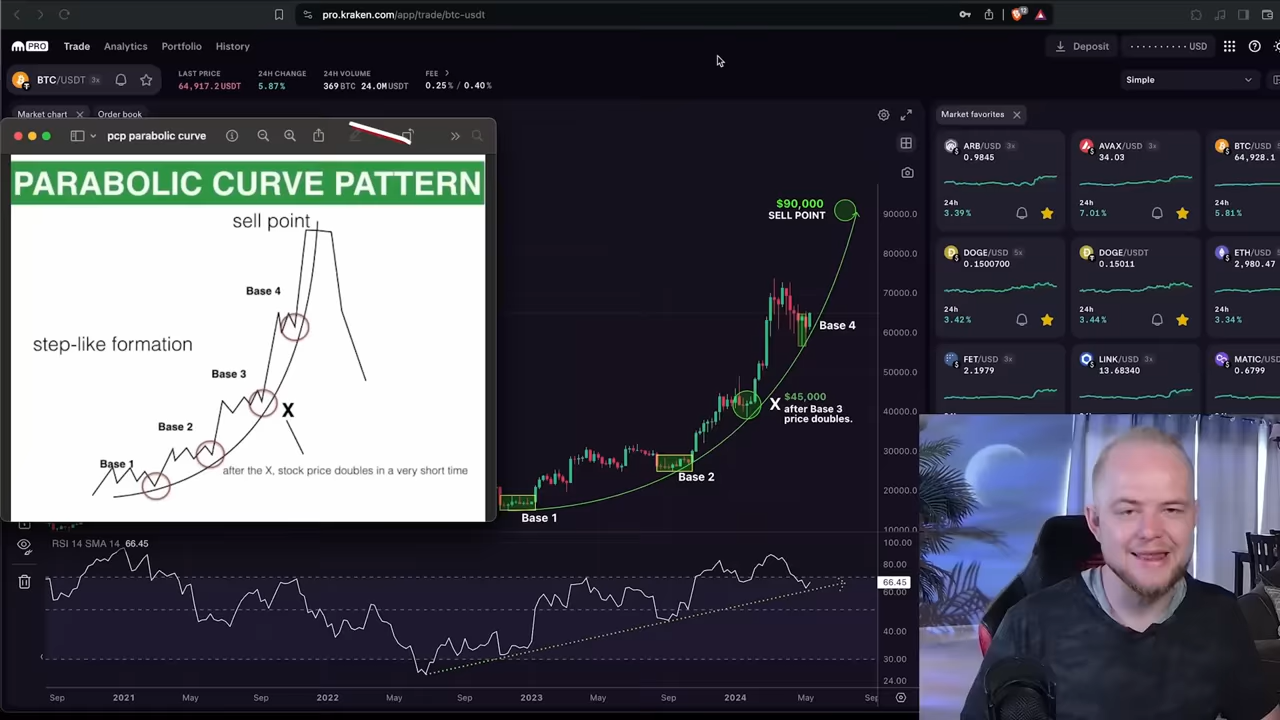 pro.kraken.com/app/trade/btc-usdt
12
PRO Trade Analytics Portfolio History
Deposit
·········· USD
BTC/USDT 3x
LAST PRICE
64,917.2 USDT
24H CHANGE
5.87%
24H VOLUME
369 BTC 24.0M USDT
FEE >
0.25% / 0.40%
Simple
Market chart
Order book
Market favorites
pcp parabolic curve
PARABOLIC CURVE PATTERN
sell point
Base 4
step-like formation
Base 3
X
Base 2
Base 1
after the X, stock price doubles in a very short time
$90,000
SELL POINT
Base 4
X $45,000
after Base 3
price doubles.
Base 2
Base 1
90000.0
80000.0
70000.0
60000.0
50000.0
40000.0
30000.0
20000.0
10000.0
ARB/USD 3x
0.9845
24h
3.39%
AVAX/USD 3x
34.03
24h
7.01%
BTC/USD
64,928.1
24h
5.81%
DOGE/USD 5x
0.1500700
24h
3.42%
DOGE/USDT
0.15011
24h
3.44%
ETH/USD
2,980.47
24h
3.34%
FET/USD 3x
2.1979
LINK/USD 3x
13.68340
MATIC/USD
0.6799
RSI 14 SMA 14 66.45
100.00
80.00
66.45
60.00
40.00
30.00
24.00
Sep 2021 May Sep 2022 May Sep 2023 May Sep 2024 May Sep